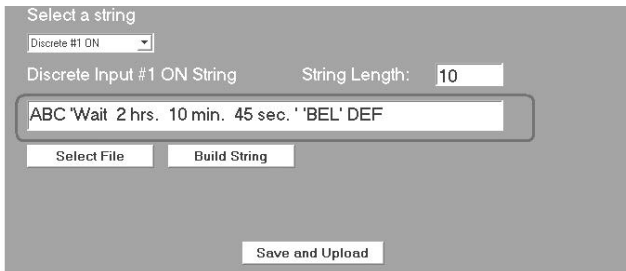 Select a string
Discrete #1 ON
Discrete Input #1 ON String String Length: 10
ABC 'Wait 2 hrs. 10 min. 45 sec. ' 'BEL' DEF
Select File Build String
Save and Upload